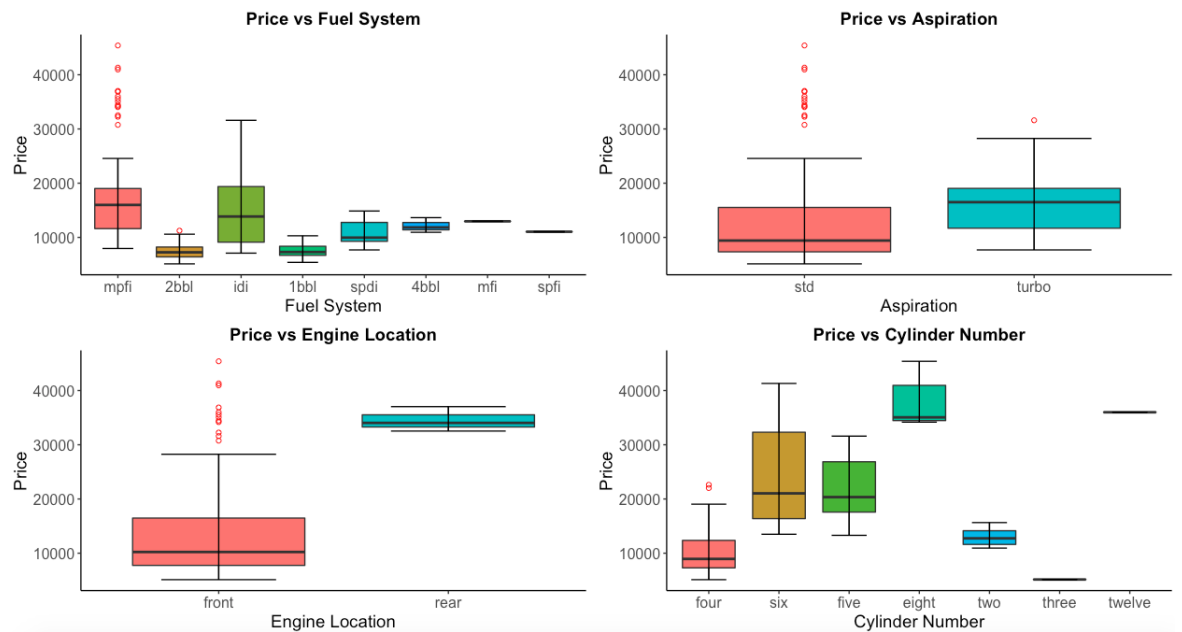 Price vs Fuel System
Price
40000
30000
20000
10000
mpfi 2bbl idi 1bbl spdi 4bbl mfi spfi
Fuel System
Price vs Aspiration
Price
40000
30000
20000
10000
std turbo
Aspiration
Price vs Engine Location
Price
40000
30000
20000
10000
front rear
Engine Location
Price vs Cylinder Number
Price
40000
30000
20000
10000
four six five eight two three twelve
Cylinder Number